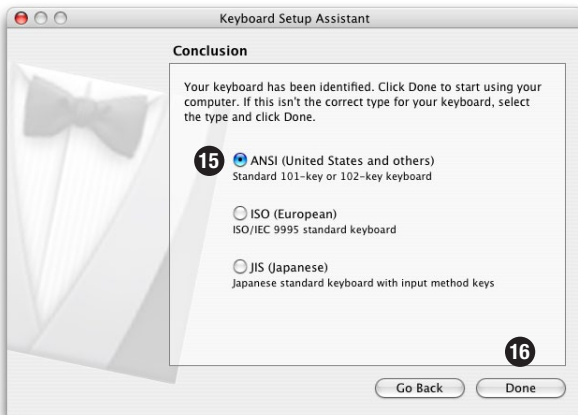 Keyboard Setup Assistant
Conclusion
Your keyboard has been identified. Click Done to start using your
computer. If this isn't the correct type for your keyboard, select
the type and click Done.
15 ANSI (United States and others)
Standard 101-key or 102-key keyboard
ISO (European)
ISO/IEC 9995 standard keyboard
JIS (Japanese)
Japanese standard keyboard with input method keys
16
Go Back Done